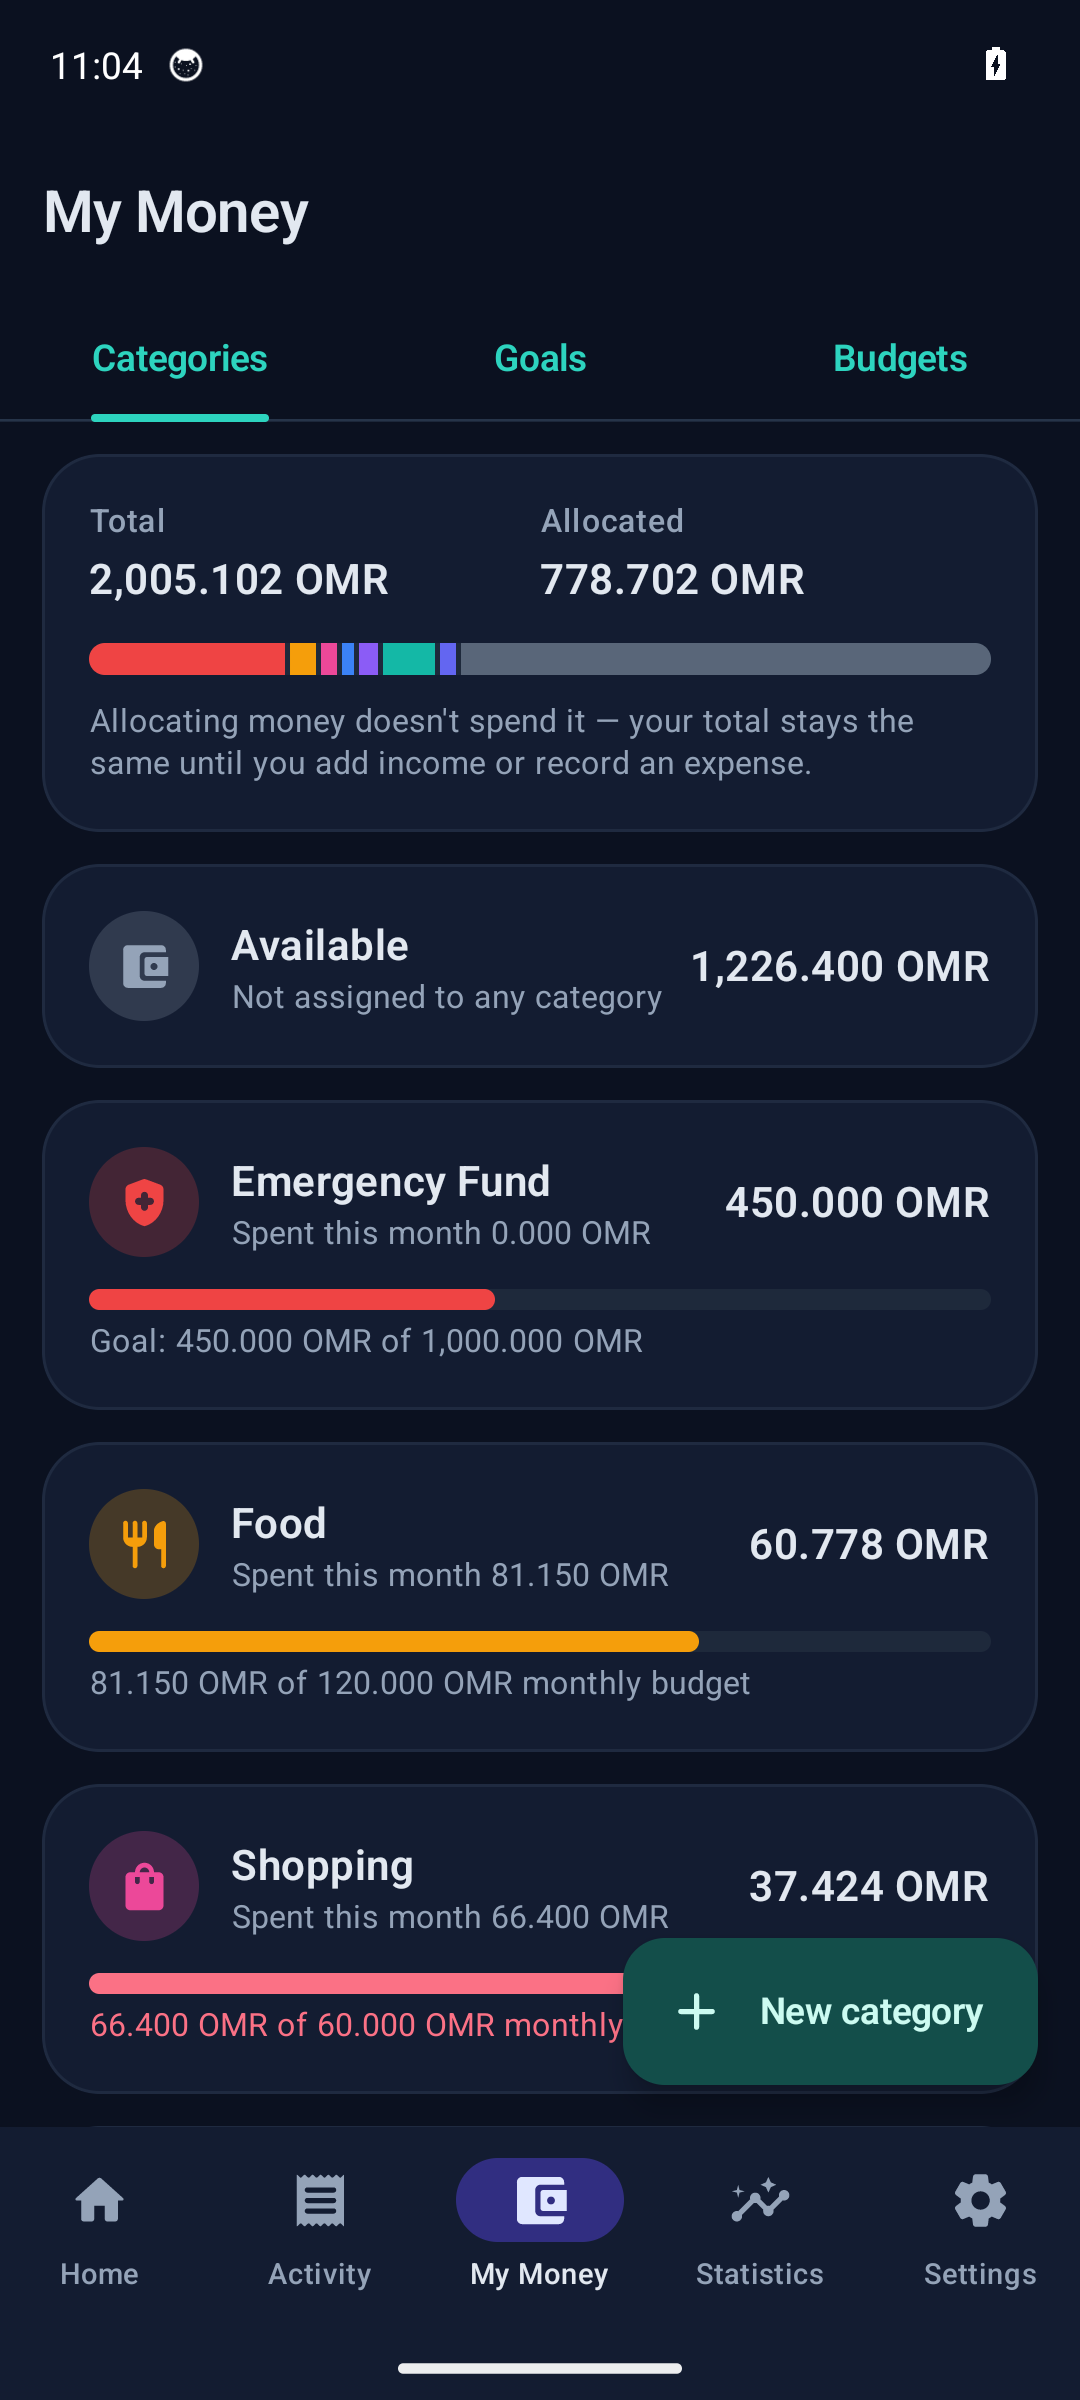 11:04
My Money
Categories
Goals
Budgets
Total
Allocated
2,005.102 OMR
778.702 OMR
Allocating money doesn't spend it — your total stays the
same until you add income or record an expense.
Available
Not assigned to any category
1,226.400 OMR
Emergency Fund
Spent this month 0.000 OMR
450.000 OMR
Goal: 450.000 OMR of 1,000.000 OMR
Food
Spent this month 81.150 OMR
60.778 OMR
81.150 OMR of 120.000 OMR monthly budget
Shopping
Spent this month 66.400 OMR
37.424 OMR
66.400 OMR of 60.000 OMR monthly
New category
Home
Activity
My Money
Statistics
Settings